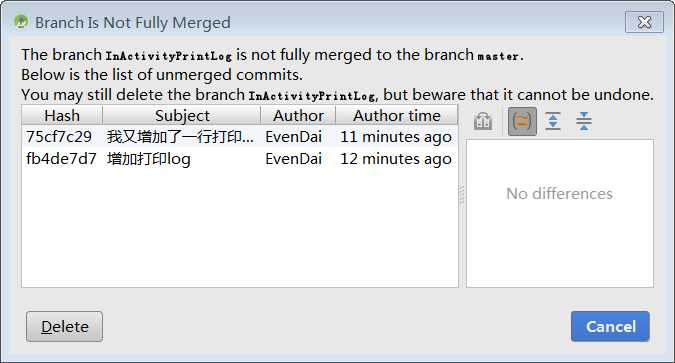 Branch Is Not Fully Merged
The branch InActivityPrintLog is not fully merged to the branch master.
Below is the list of unmerged commits.
You may still delete the branch InActivityPrintLog, but beware that it cannot be undone.
Hash Subject Author Author time
75cf7c29 我又增加了一行打印... EvenDai 11 minutes ago
fb4de7d7 增加打印log EvenDai 12 minutes ago
No differences
Delete Cancel